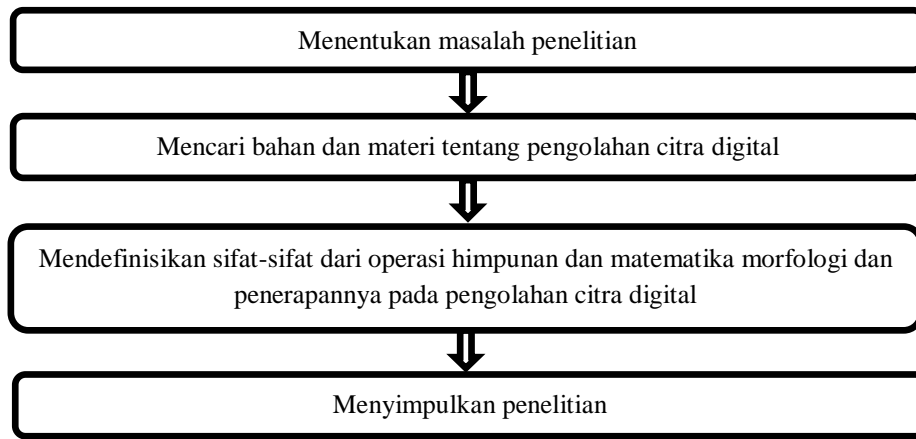 Menentukan masalah penelitian
Mencari bahan dan materi tentang pengolahan citra digital
Mendefinisikan sifat-sifat dari operasi himpunan dan matematika morfologi dan
penerapannya pada pengolahan citra digital
Menyimpulkan penelitian